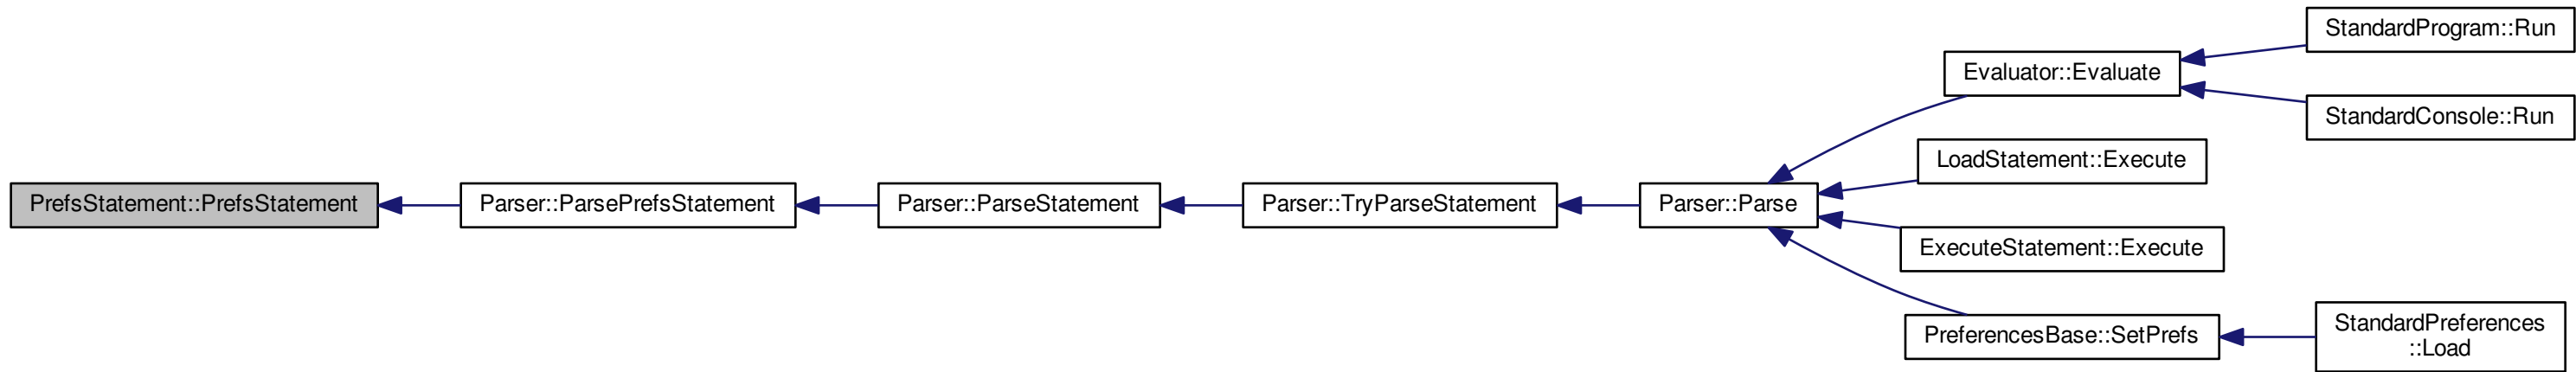 StandardProgram::Run
Evaluator::Evaluate
StandardConsole::Run
LoadStatement::Execute
PrefsStatement::PrefsStatement
Parser::ParsePrefsStatement
Parser::ParseStatement
Parser::TryParseStatement
Parser::Parse
ExecuteStatement::Execute
PreferencesBase::SetPrefs
StandardPreferences
::Load